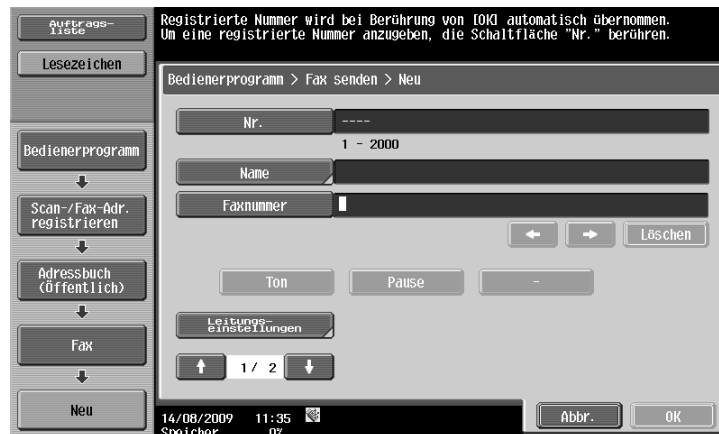 Auftrags-
liste
Lesezeichen
Bedienerprogramm
Scan-/Fax-Adr.
registrieren
Adressbuch
(Öffentlich)
Fax
Neu
Registrierte Nummer wird bei Berührung von [OK] automatisch übernommen.
Um eine registrierte Nummer anzugeben, die Schaltfläche "Nr." berühren.
Bedienerprogramm > Fax senden > Neu
Nr. ----
1 - 2000
Name
Faxnummer
Löschen
Ton Pause -
Leitungs-
einstellungen
1/ 2
14/08/2009 11:35
Speicher 0%
Abbr. OK